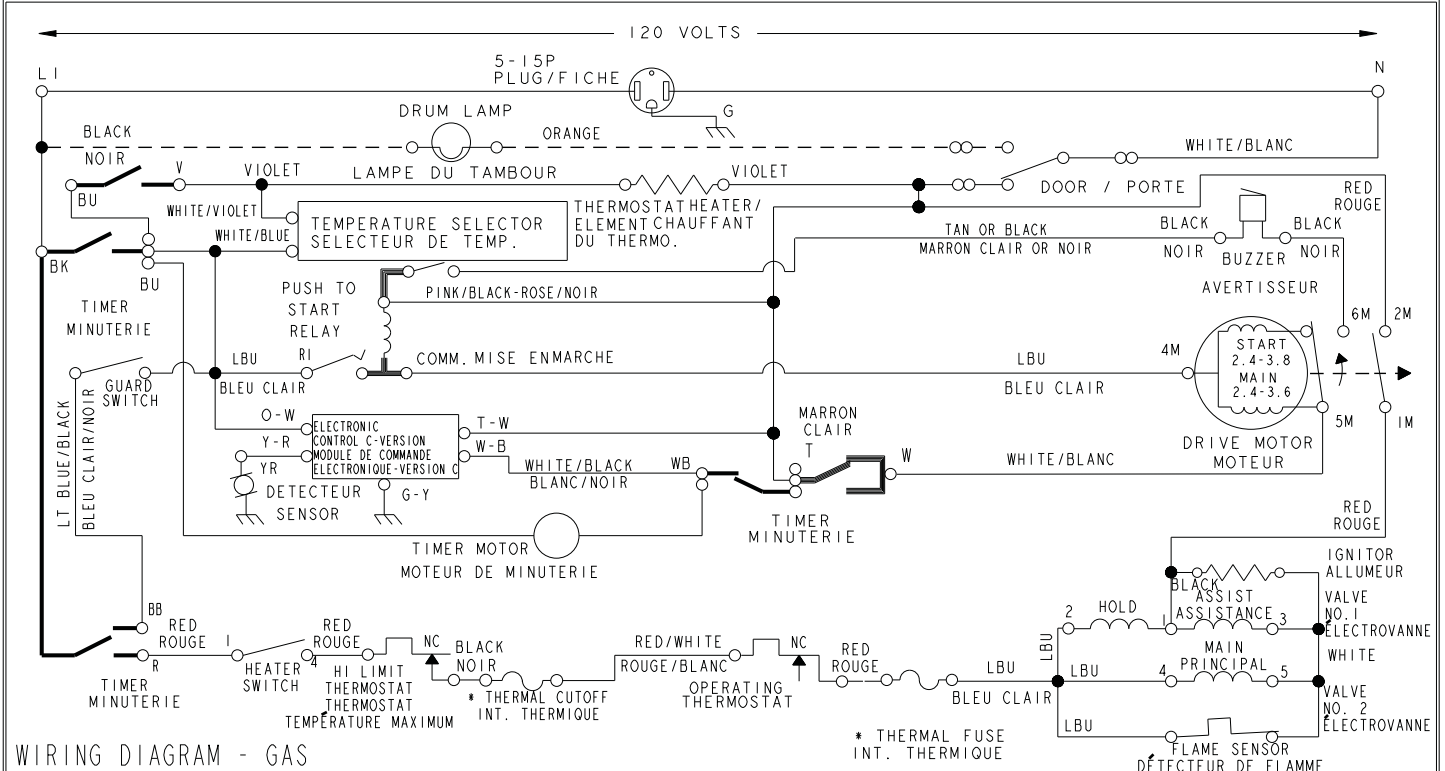 120 VOLTS
L1
5-15P
PLUG/FICHE
N
G
DRUM LAMP
BLACK
NOIR
ORANGE
WHITE/BLANC
V
VIOLET
LAMPE DU TAMBOUR
VIOLET
DOOR / PORTE
RED
ROUGE
BU
WHITE/VIOLET
TEMPERATURE SELECTOR
SELECTEUR DE TEMP.
THERMOSTAT HEATER/
ELEMENT CHAUFFANT
DU THERMO.
WHITE/BLUE
TAN OR BLACK
MARRON CLAIR OR NOIR
BLACK
NOIR
BUZZER
AVERTISSEUR
BLACK
NOIR
BK
BU
TIMER
MINUTERIE
PUSH TO
START
RELAY
PINK/BLACK-ROSE/NOIR
6M
2M
4M
START
2.4-3.8
MAIN
2.4-3.6
LBU
BLEU CLAIR
R1
COMM. MISE ENMARCHE
LBU
BLEU CLAIR
GUARD
SWITCH
5M
1M
DRIVE MOTOR
MOTEUR
LT BLUE/BLACK
BLEU CLAIR/NOIR
O-W
Y-R
YR
ELECTRONIC
CONTROL C-VERSION
MODULE DE COMMANDE
ELECTRONIQUE-VERSION C
T-W
W-B
MARRON
CLAIR
T
W
WHITE/BLANC
WHITE/BLACK
BLANC/NOIR
WB
DETECTEUR
SENSOR
G-Y
TIMER
MINUTERIE
TIMER MOTOR
MOTEUR DE MINUTERIE
RED
ROUGE
IGNITOR
ALLUMEUR
BLACK
ASSIST
ASSISTANCE
2
HOLD
1
3
VALVE
NO.1
ÉLECTROVANNE
BB
RED
ROUGE
R
1
HEATER
SWITCH
RED
ROUGE
4
NC
HI LIMIT
THERMOSTAT
THERMOSTAT
TEMPÉRATURE MAXIMUM
BLACK
NOIR
* THERMAL CUTOFF
INT. THERMIQUE
RED/WHITE
ROUGE/BLANC
NC
OPERATING
THERMOSTAT
RED
ROUGE
LBU
BLEU CLAIR
LBU
LBU
4
MAIN
PRINCIPAL
5
WHITE
VALVE
NO. 2
ÉLECTROVANNE
TIMER
MINUTERIE
* THERMAL FUSE
INT. THERMIQUE
LBU
FLAME SENSOR
DÉTECTEUR DE FLAMME
WIRING DIAGRAM - GAS